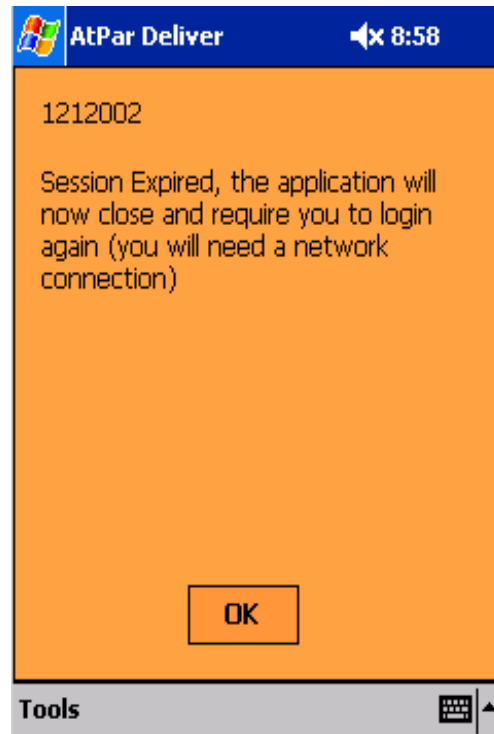 AtPar Deliver 8:58
1212002
Session Expired, the application will
now close and require you to login
again (you will need a network
connection)
OK
Tools